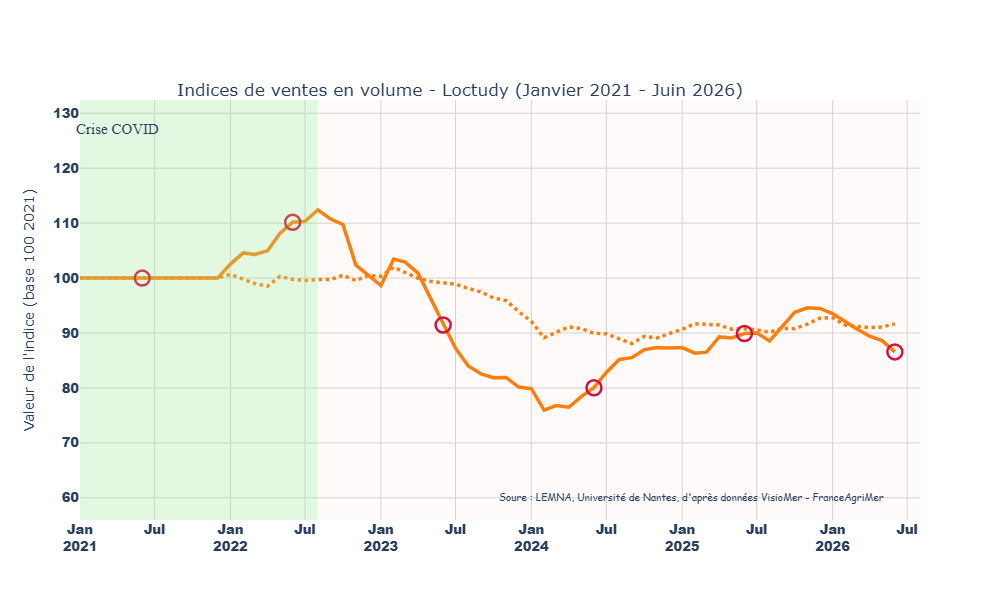 Indices de ventes en volume - Loctudy (Janvier 2021 - Juin 2026)
130
Crise COVID
120
110
100
90
80
70
60
Valeur de l'indice (base 100 2021)
Soure : LEMNA, Université de Nantes, d'après données VisioMer - FranceAgriMer
Jan Jul Jan Jul Jan Jul Jan Jul Jan Jul Jan Jul
2021 2022 2023 2024 2025 2026